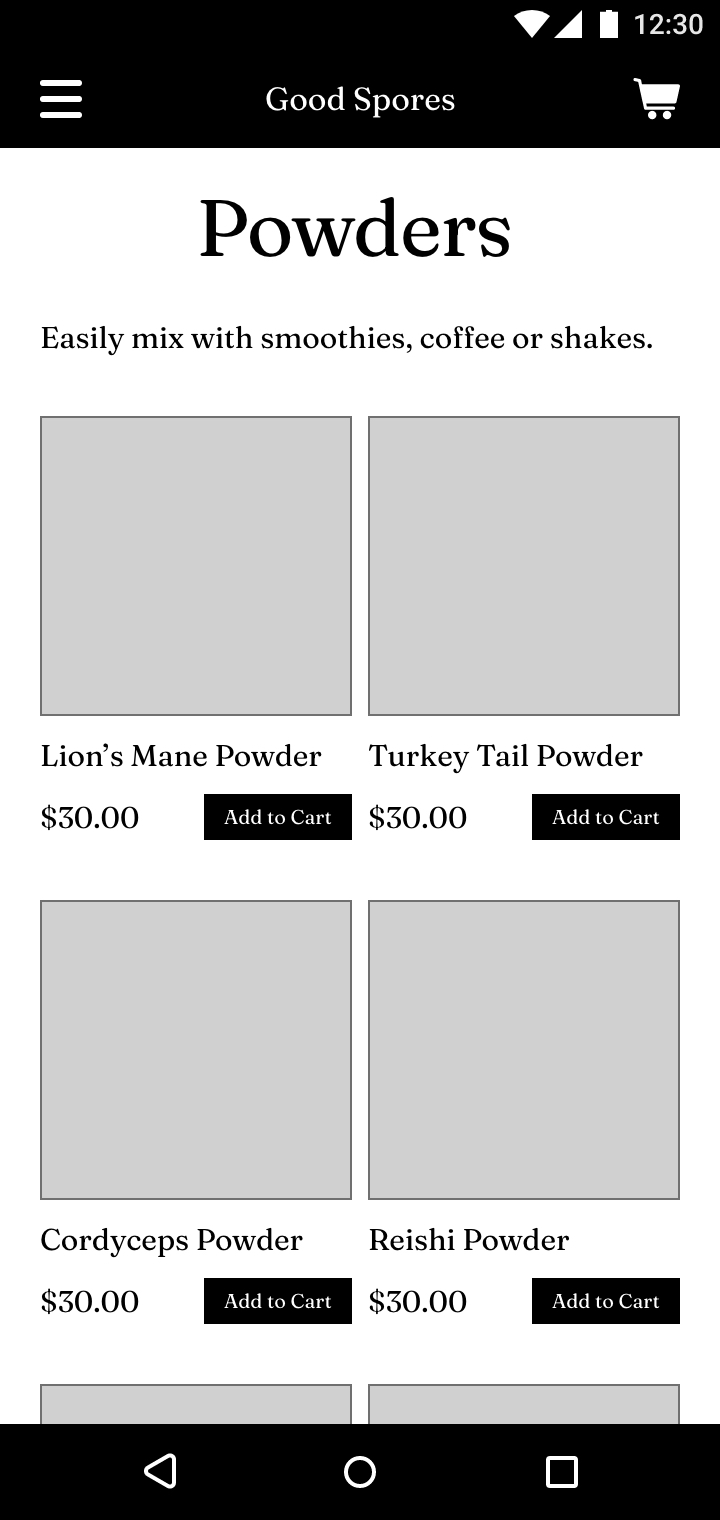 12:30
Good Spores
Powders
Easily mix with smoothies, coffee or shakes.
Lion’s Mane Powder
$30.00 Add to Cart
Turkey Tail Powder
$30.00 Add to Cart
Cordyceps Powder
$30.00 Add to Cart
Reishi Powder
$30.00 Add to Cart